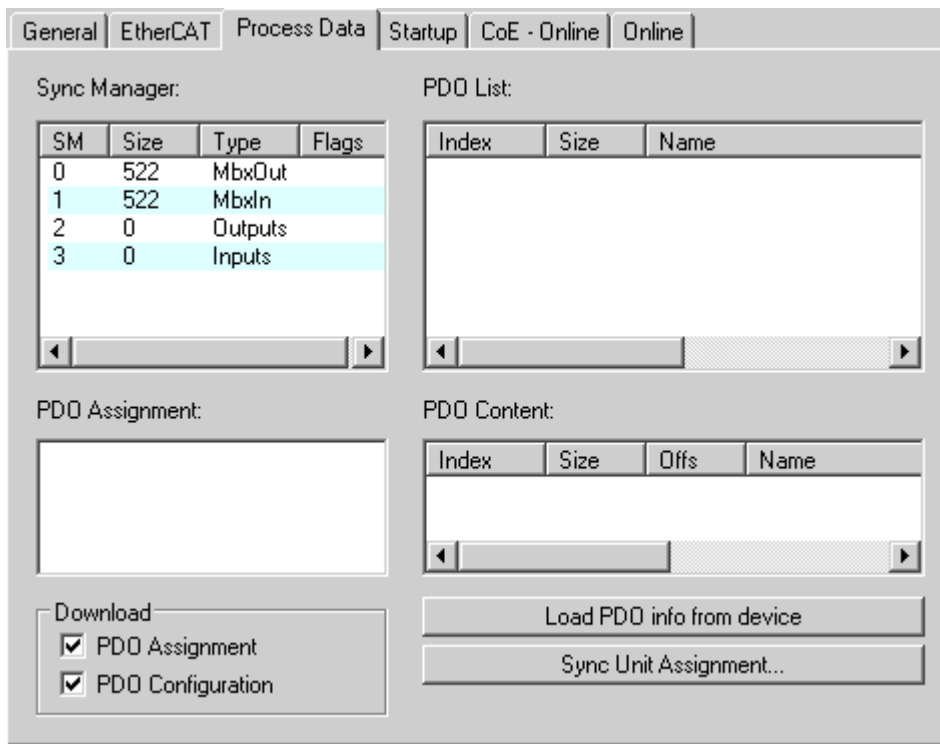 General EtherCAT Process Data Startup CoE - Online Online
Sync Manager:
SM Size Type Flags
0 522 MbxOut
1 522 MbxIn
2 0 Outputs
3 0 Inputs
PDO List:
Index Size Name
PDO Assignment:
PDO Content:
Index Size Offs Name
Download
PDO Assignment
PDO Configuration
Load PDO info from device
Sync Unit Assignment...